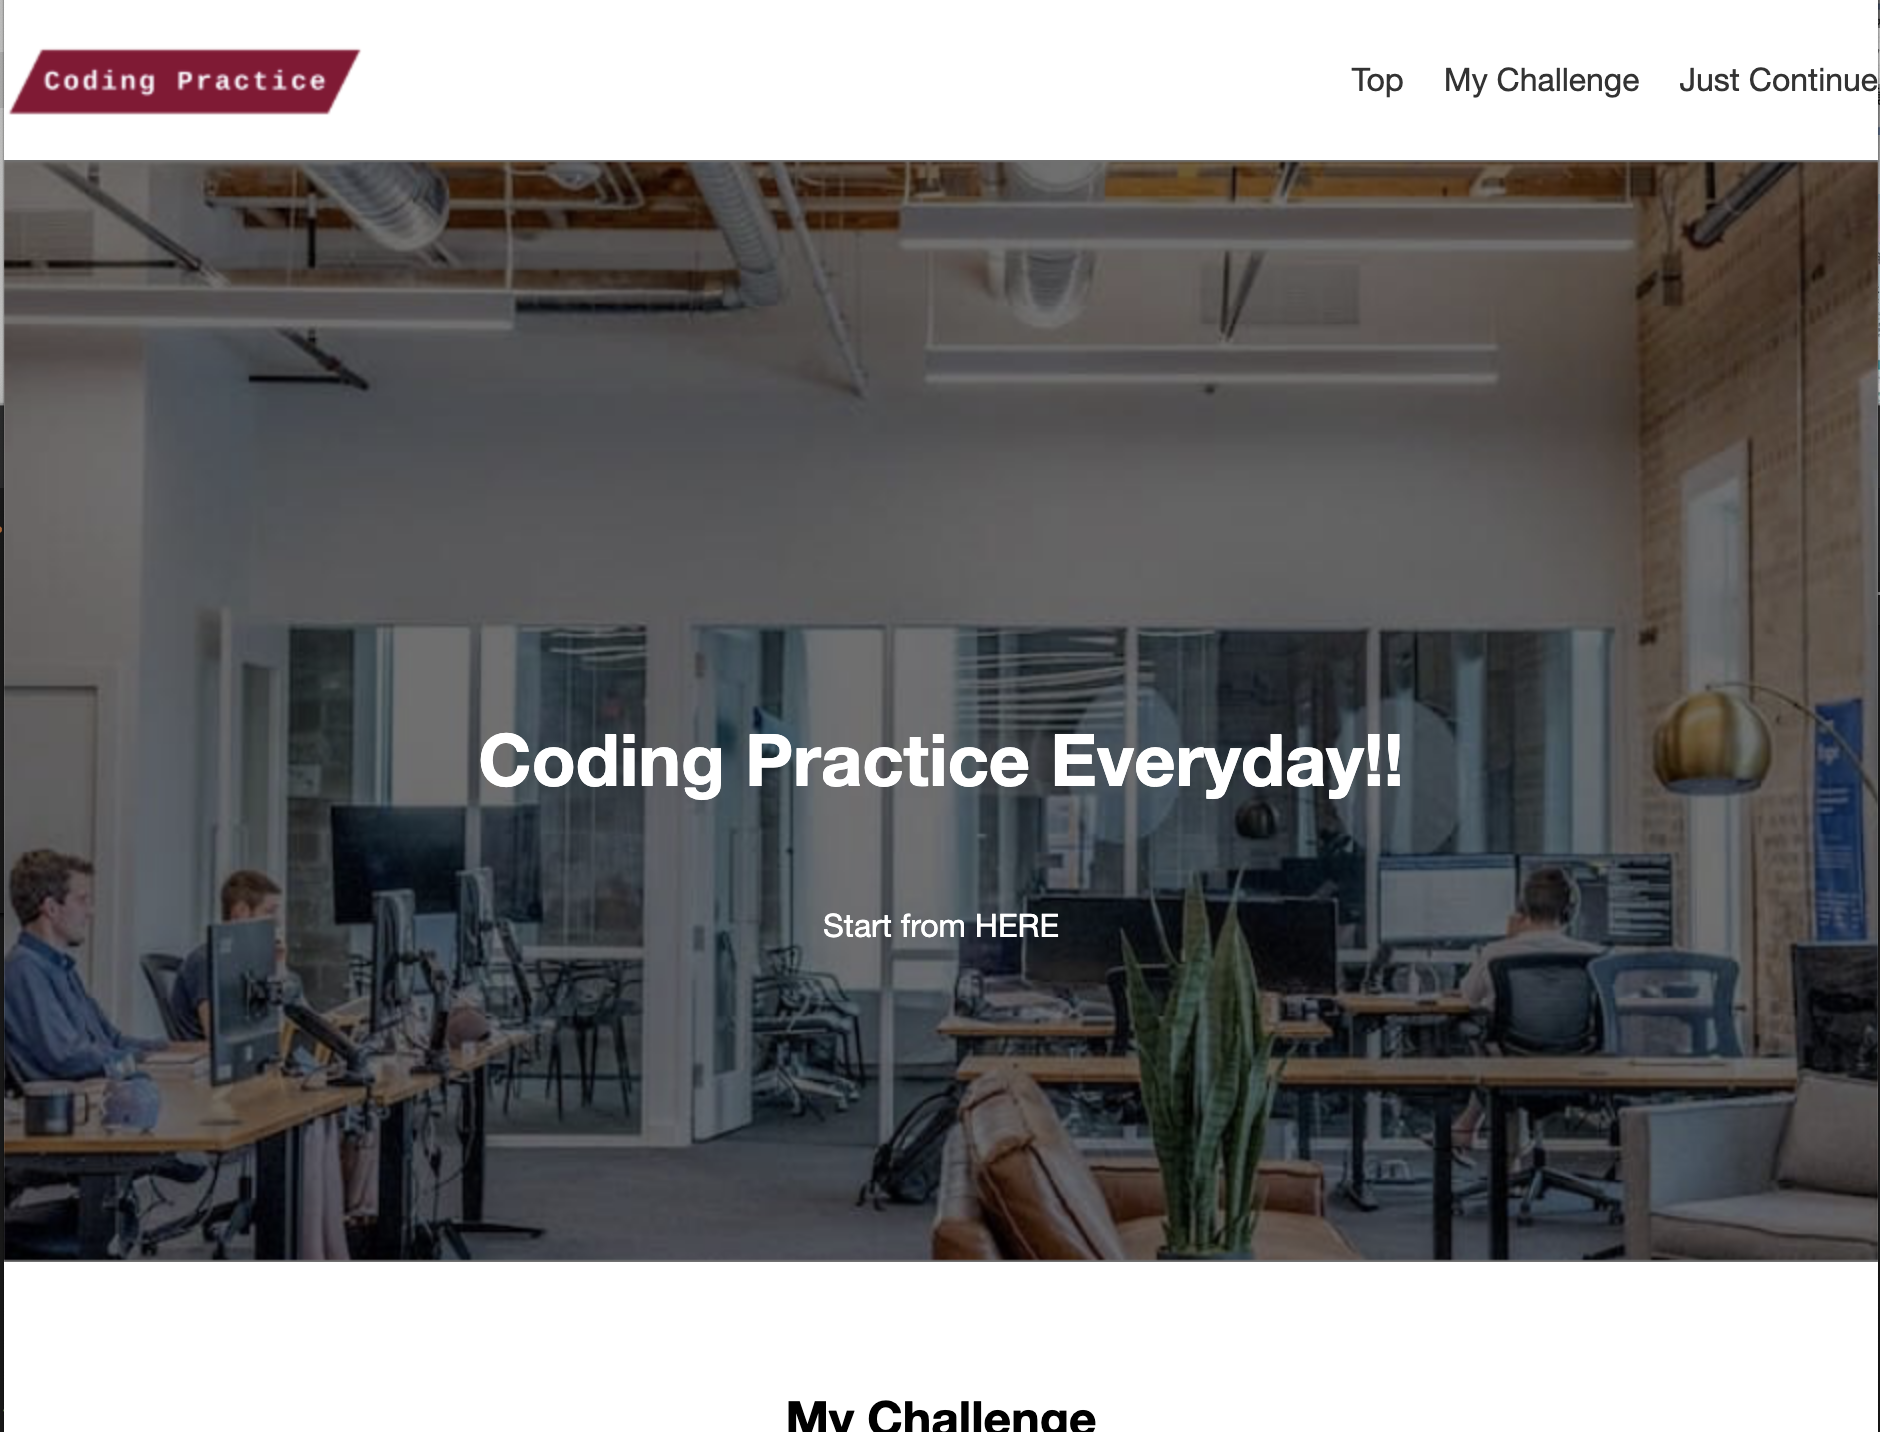 Coding Practice
Top My Challenge Just Continue
Coding Practice Everyday!!
Start from HERE
My Challenge